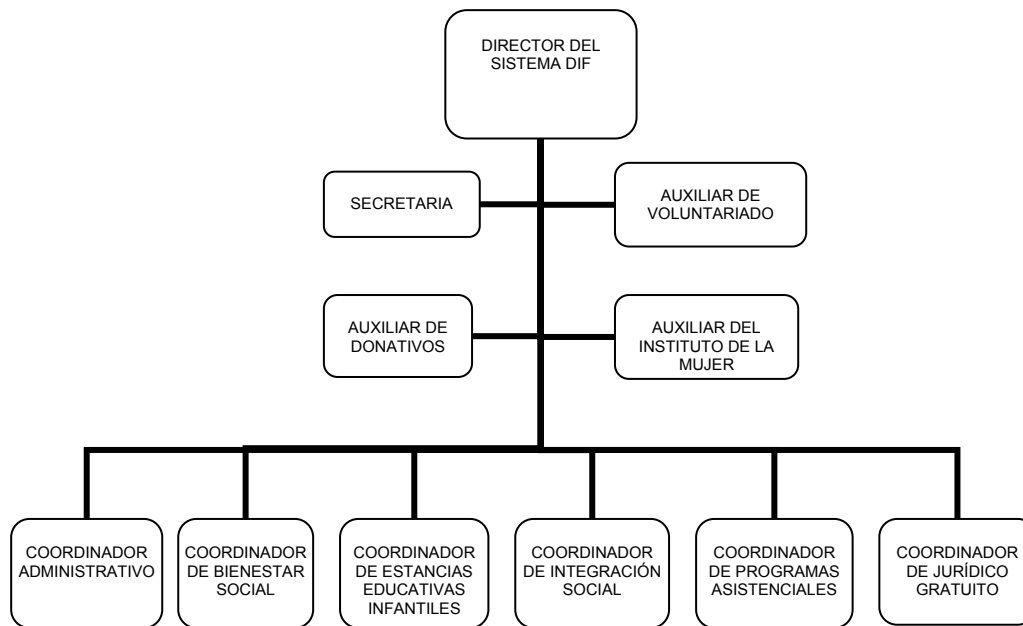 DIRECTOR DEL
SISTEMA DIF
SECRETARIA
AUXILIAR DE
VOLUNTARIADO
AUXILIAR DE
DONATIVOS
AUXILIAR DEL
INSTITUTO DE LA
MUJER
COORDINADOR
ADMINISTRATIVO
COORDINADOR
DE BIENESTAR
SOCIAL
COORDINADOR
DE ESTANCIAS
EDUCATIVAS
INFANTILES
COORDINADOR
DE INTEGRACIÓN
SOCIAL
COORDINADOR
DE PROGRAMAS
ASISTENCIALES
COORDINADOR
DE JURÍDICO
GRATUITO